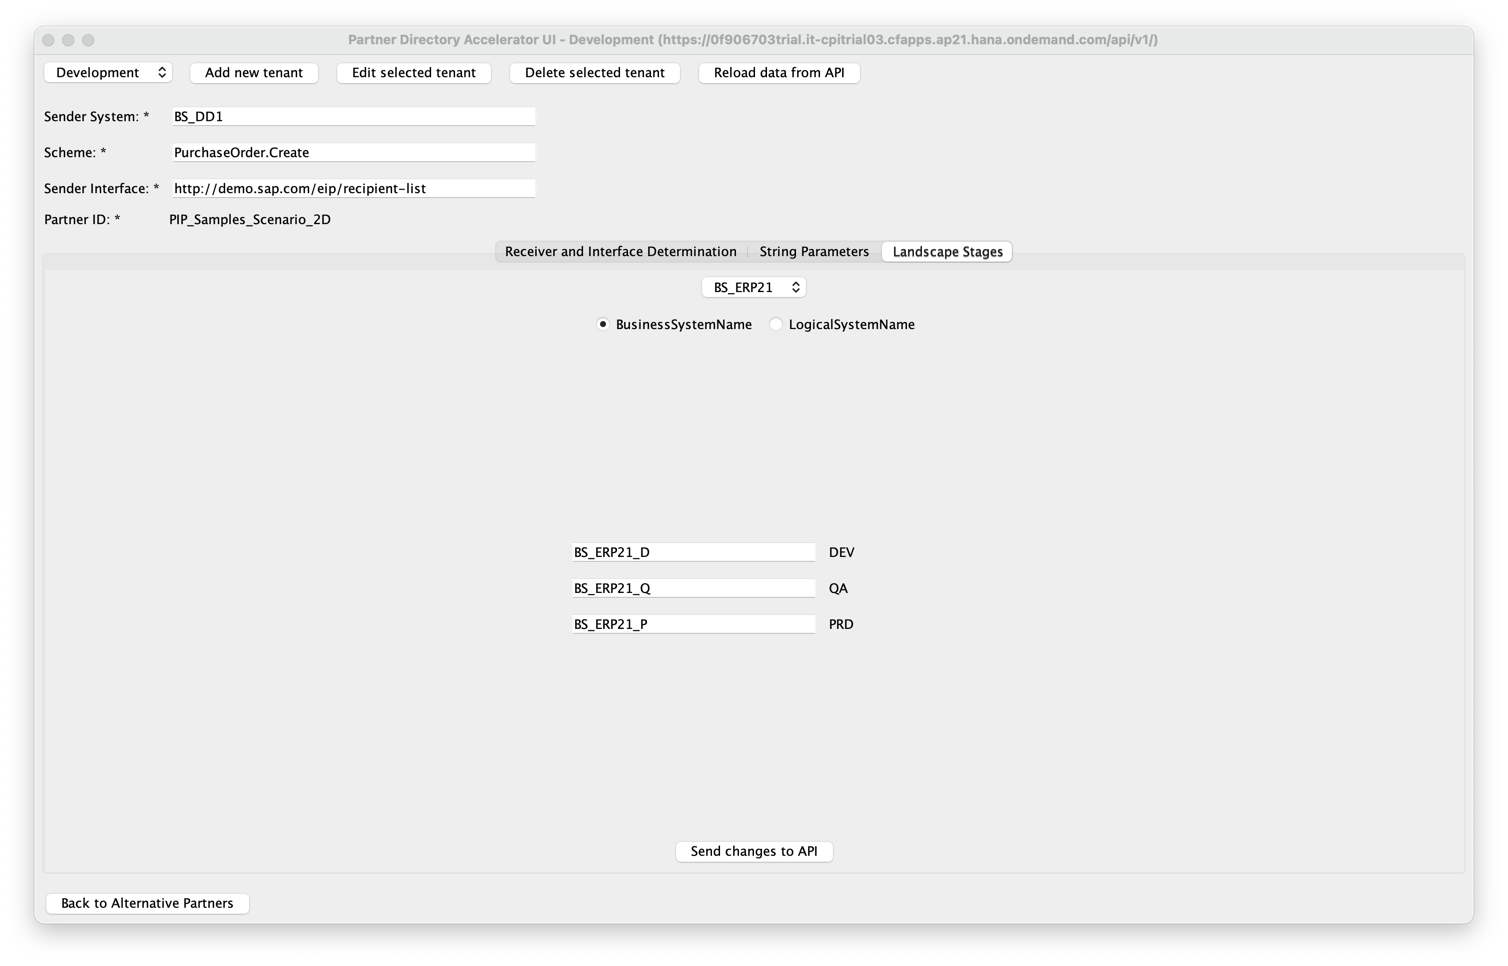 Partner Directory Accelerator UI - Development (https://0f906703trial.it-cpitrial03.cfapps.ap21.hana.ondemand.com/api/v1/)
Development Add new tenant Edit selected tenant Delete selected tenant Reload data from API
Sender System: * BS_DD1
Scheme: * PurchaseOrder.Create
Sender Interface: * http://demo.sap.com/eip/recipient-list
Partner ID: * PIP_Samples_Scenario_2D
Receiver and Interface Determination String Parameters Landscape Stages
BS_ERP21
BusinessSystemName LogicalSystemName
BS_ERP21_D DEV
BS_ERP21_Q QA
BS_ERP21_P PRD
Send changes to API
Back to Alternative Partners